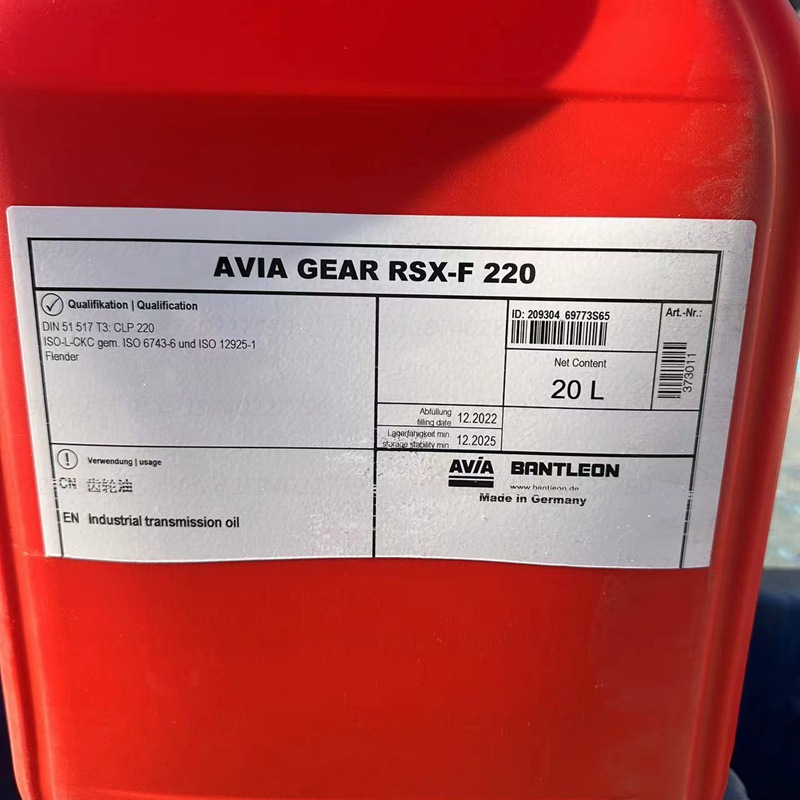 AVIA GEAR RSX-F 220
Qualifikation | Qualification
DIN 51 517 T3: CLP 220
ISO-L-CKC gem. ISO 6743-6 und ISO 12925-1
Flender
ID: 209304 69773S65
Art.-Nr.:
373011
Net Content
20 L
Abfüllung
filling date
12.2022
Lagerfähigkeit min
storage stability min
12.2025
Verwendung | usage
CN 齿轮油
EN Industrial transmission oil
AVIA BANTLEON
www.bantleon.de
Made in Germany